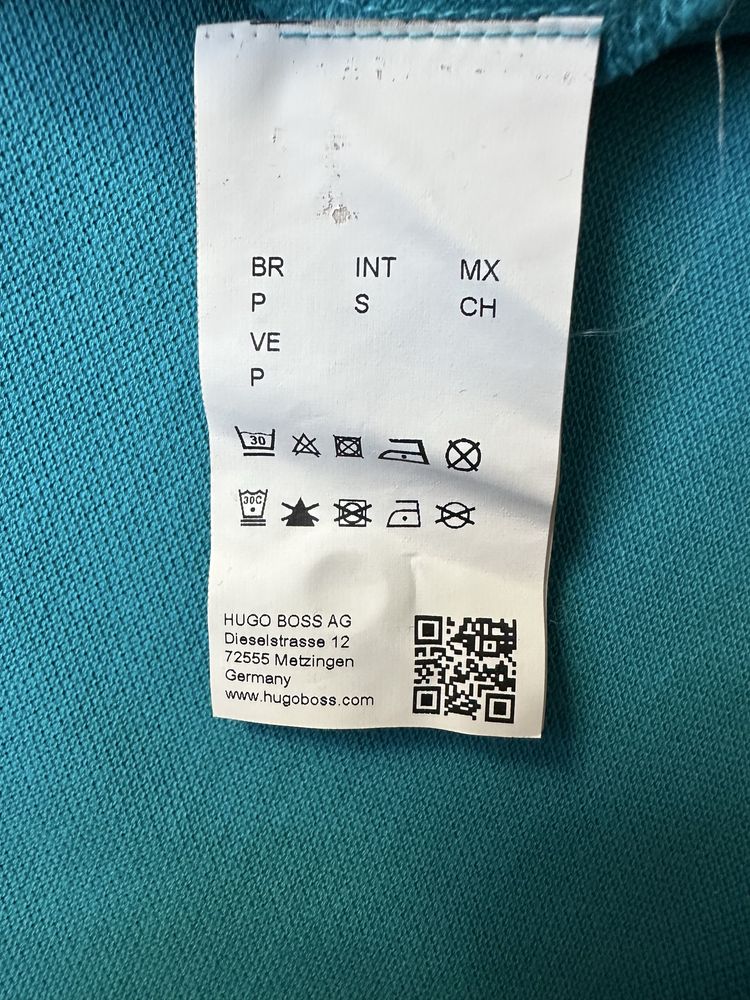 BR INT MX
P S CH
VE
P
30
30C
HUGO BOSS AG
Dieselstrasse 12
72555 Metzingen
Germany
www.hugoboss.com